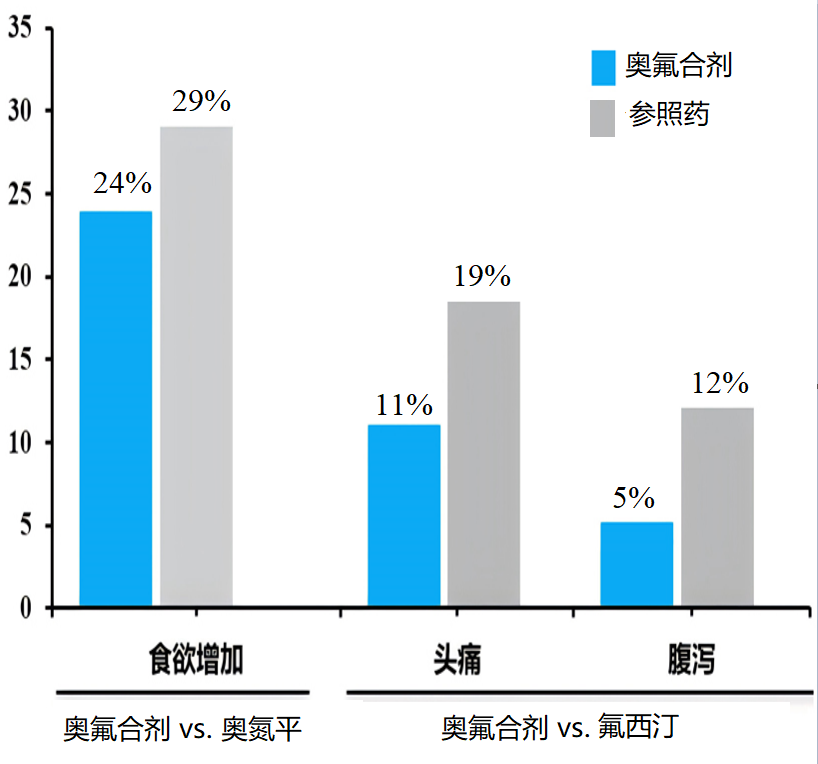 35
30
25
20
15
10
5
0
奥氟合剂
参照药
24%
29%
11%
19%
5%
12%
食欲增加
头痛
腹泻
奥氟合剂 vs. 奥氮平
奥氟合剂 vs. 氟西汀